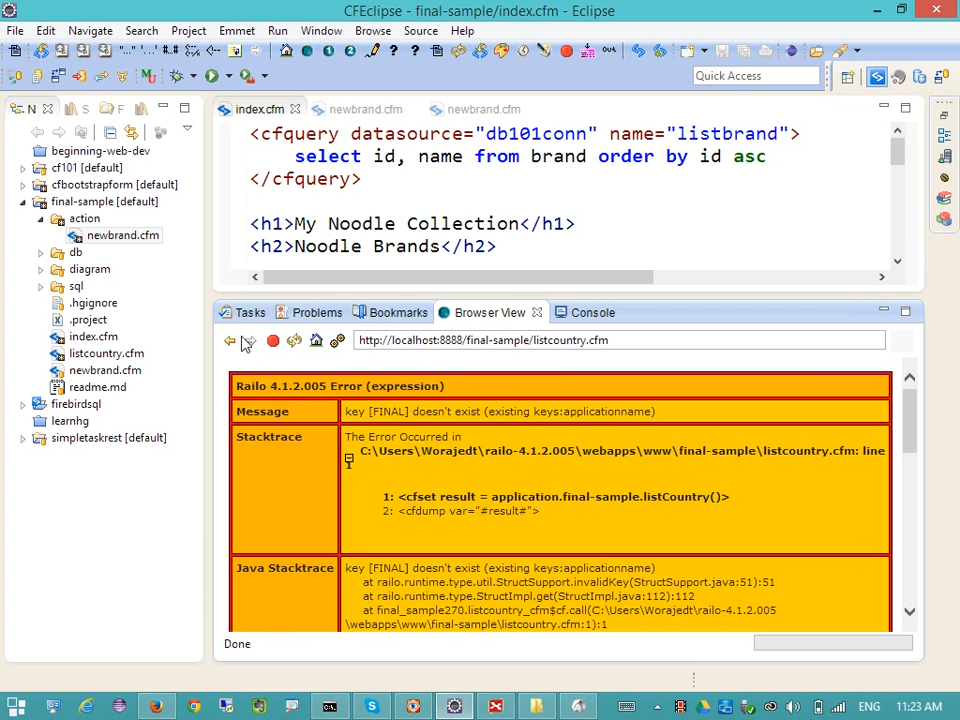 CFEclipse - final-sample/index.cfm - Eclipse
File Edit Navigate Search Project Emmet Run Window Browse Source Help
Quick Access
N S F
index.cfm newbrand.cfm newbrand.cfm
beginning-web-dev
cf101 [default]
cfbootstrapform [default]
final-sample [default]
action
newbrand.cfm
db
diagram
sql
.hgignore
.project
index.cfm
listcountry.cfm
newbrand.cfm
readme.md
firebirdsql
learnhg
simpletaskrest [default]
<cfquery datasource="db101conn" name="listbrand">
select id, name from brand order by id asc
</cfquery>
<h1>My Noodle Collection</h1>
<h2>Noodle Brands</h2>
Tasks Problems Bookmarks Browser View Console
http://localhost:8888/final-sample/listcountry.cfm
Railo 4.1.2.005 Error (expression)
Message key [FINAL] doesn't exist (existing keys:applicationname)
Stacktrace The Error Occurred in
C:\Users\Worajedt\railo-4.1.2.005\webapps\www\final-sample\listcountry.cfm: line
1
1: <cfset result = application.final-sample.listCountry()>
2: <cfdump var="#result#">
Java Stacktrace key [FINAL] doesn't exist (existing keys:applicationname)
at railo.runtime.type.util.StructSupport.invalidKey(StructSupport.java:51):51
at railo.runtime.type.StructImpl.get(StructImpl.java:112):112
at final_sample270.listcountry_cfm$cf.call(C:\Users\Worajedt\railo-4.1.2.005
\webapps\www\final-sample\listcountry.cfm:1):1
Done
ENG 11:23 AM